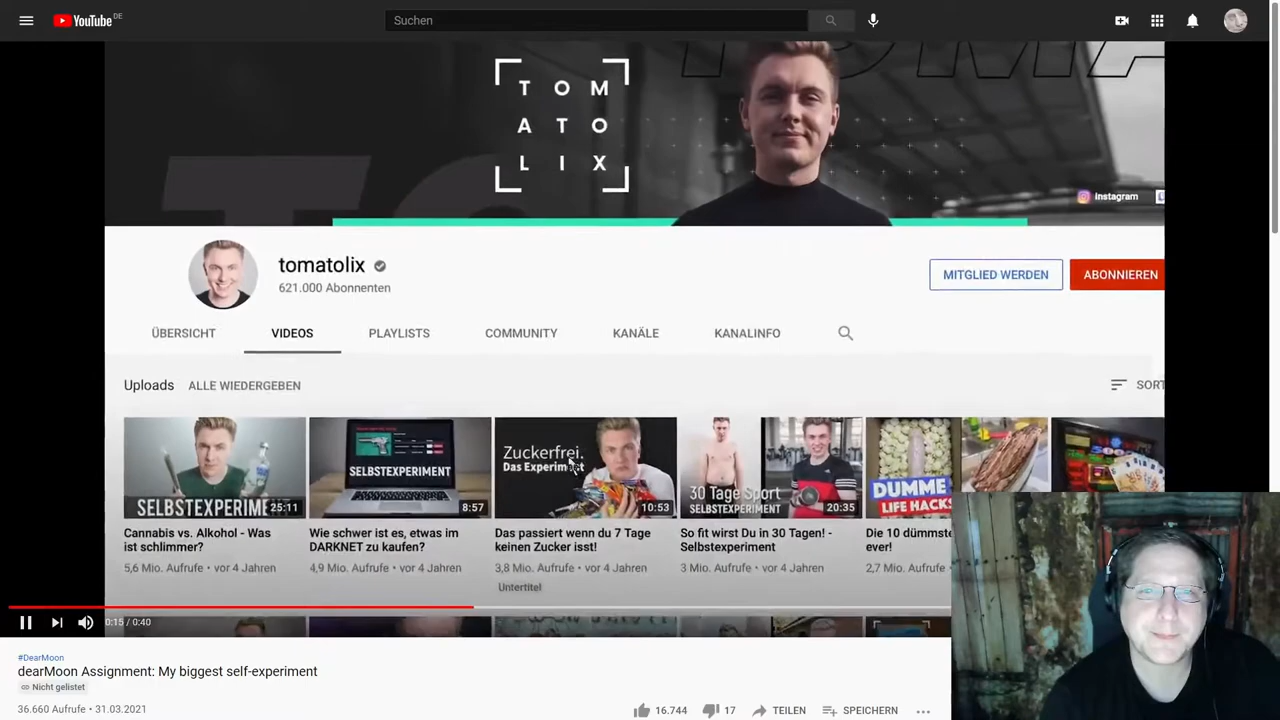 YouTube DE
Suchen
TOM
ATO
LIX
Instagram
tomatolix
621.000 Abonnenten
MITGLIED WERDEN
ABONNIEREN
ÜBERSICHT
VIDEOS
PLAYLISTS
COMMUNITY
KANÄLE
KANALINFO
Uploads
ALLE WIEDERGEBEN
SORT
SELBSTEXPERIME
25:11
SELBSTEXPERIMENT
8:57
Zuckerfrei.
Das Experiment
10:53
30 Tage Sport
SELBSTEXPERIMENT
20:35
DUMME
LIFE HACKS
Cannabis vs. Alkohol - Was
ist schlimmer?
5,6 Mio. Aufrufe • vor 4 Jahren
Wie schwer ist es, etwas im
DARKNET zu kaufen?
4,9 Mio. Aufrufe • vor 4 Jahren
Das passiert wenn du 7 Tage
keinen Zucker isst!
3,8 Mio. Aufrufe • vor 4 Jahren
Untertitel
So fit wirst Du in 30 Tagen! -
Selbstexperiment
3 Mio. Aufrufe • vor 4 Jahren
Die 10 dümmste
ever!
2,7 Mio. Aufrufe
0:15 / 0:40
#DearMoon
dearMoon Assignment: My biggest self-experiment
Nicht gelistet
36.660 Aufrufe • 31.03.2021
16.744
17
TEILEN
SPEICHERN